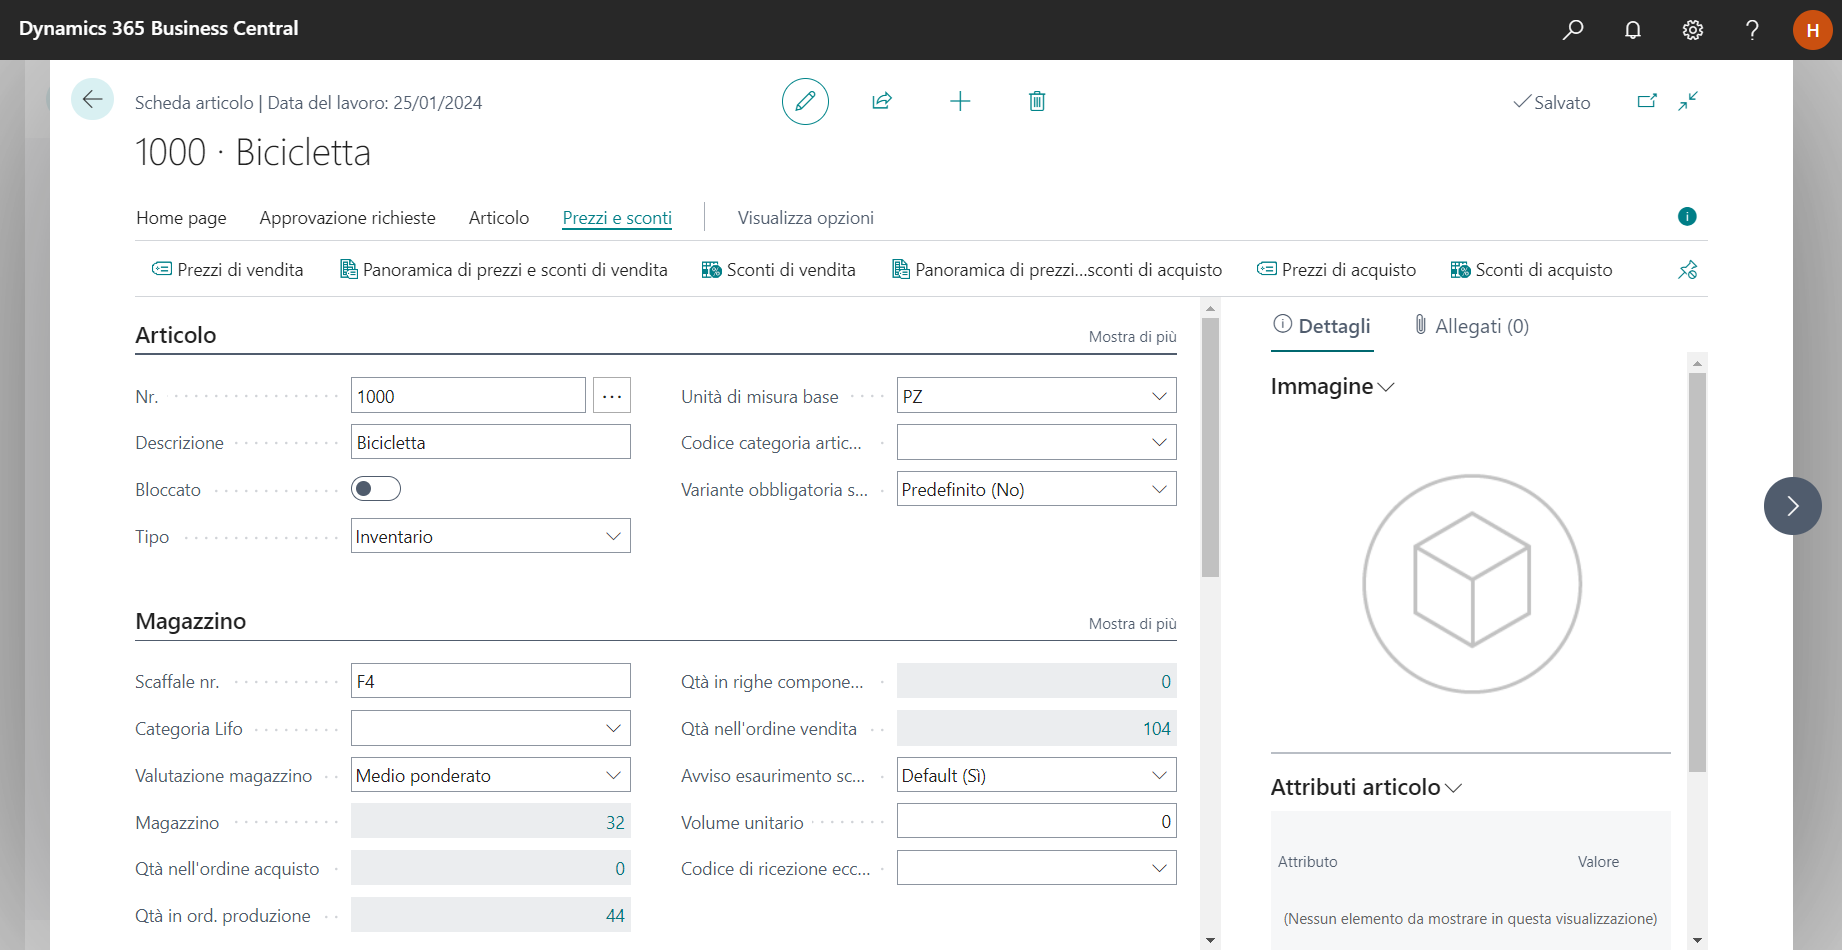 Dynamics 365 Business Central
H
Scheda articolo | Data del lavoro: 25/01/2024
Salvato
1000 · Bicicletta
Home page Approvazione richieste Articolo Prezzi e sconti Visualizza opzioni
Prezzi di vendita Panoramica di prezzi e sconti di vendita Sconti di vendita Panoramica di prezzi...sconti di acquisto Prezzi di acquisto Sconti di acquisto
Articolo Mostra di più
Nr. 1000 ...
Descrizione Bicicletta
Bloccato
Tipo Inventario
Unità di misura base PZ
Codice categoria artic...
Variante obbligatoria s... Predefinito (No)
Magazzino Mostra di più
Scaffale nr. F4
Categoria Lifo
Valutazione magazzino Medio ponderato
Magazzino 32
Qtà nell'ordine acquisto 0
Qtà in ord. produzione 44
Qtà in righe compone... 0
Qtà nell'ordine vendita 104
Avviso esaurimento sc... Default (Sì)
Volume unitario 0
Codice di ricezione ecc...
Dettagli Allegati (0)
Immagine
Attributi articolo
Attributo Valore
(Nessun elemento da mostrare in questa visualizzazione)